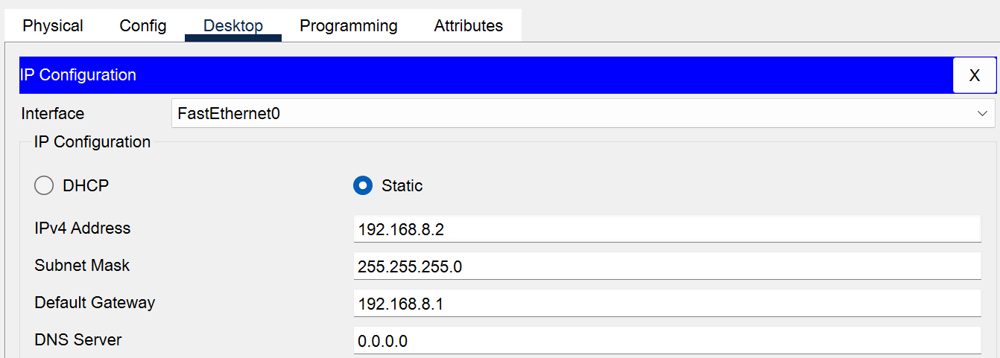 Physical Config Desktop Programming Attributes
IP Configuration X
Interface FastEthernet0
IP Configuration
DHCP Static
IPv4 Address 192.168.8.2
Subnet Mask 255.255.255.0
Default Gateway 192.168.8.1
DNS Server 0.0.0.0